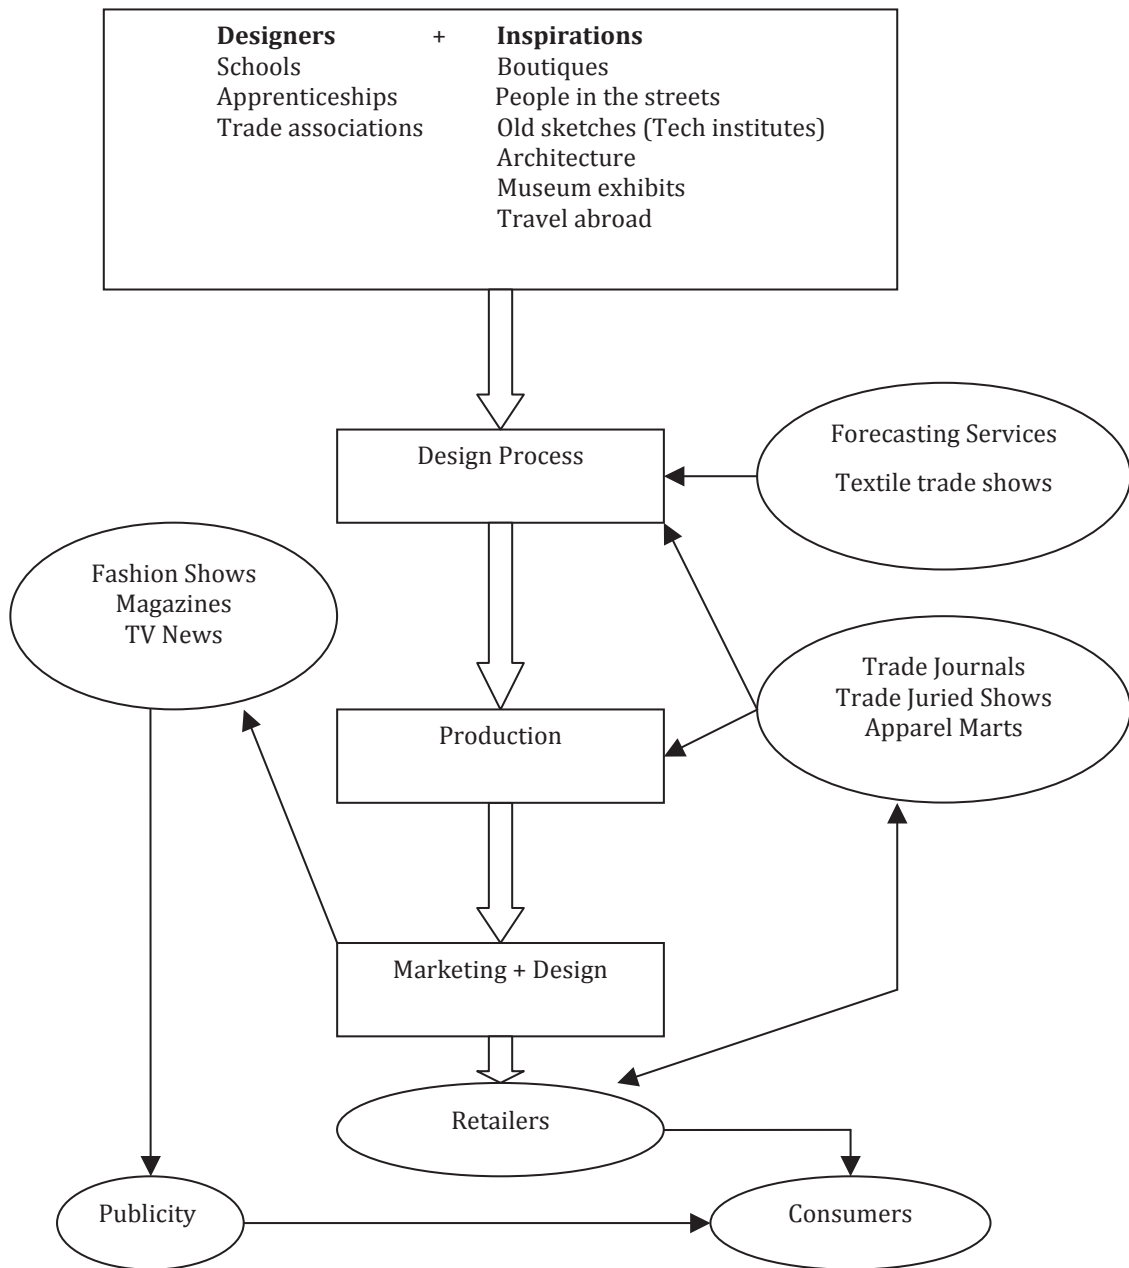 Designers + Inspirations
Schools Boutiques
Apprenticeships People in the streets
Trade associations Old sketches (Tech institutes)
Architecture
Museum exhibits
Travel abroad
Design Process
Forecasting Services
Textile trade shows
Fashion Shows
Magazines
TV News
Trade Journals
Trade Juried Shows
Apparel Marts
Production
Marketing + Design
Retailers
Publicity
Consumers